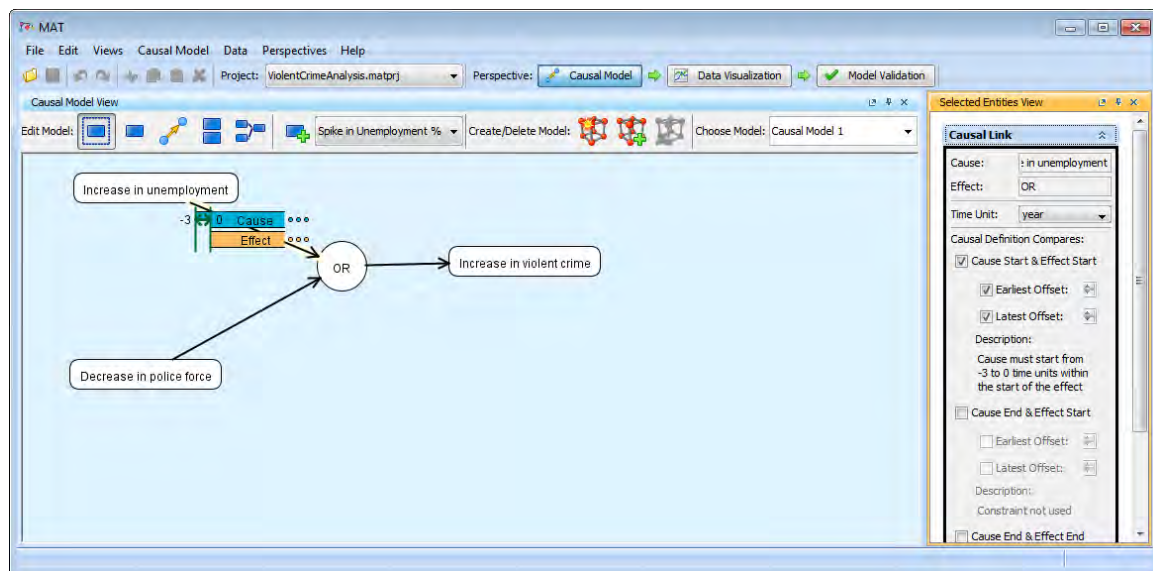 MAT
File Edit Views Causal Model Data Perspectives Help
Project: ViolentCrimeAnalysis.matprj Perspective: Causal Model Data Visualization Model Validation
Causal Model View
Edit Model: Spike in Unemployment % Create/Delete Model: Choose Model: Causal Model 1
Increase in unemployment
-3 0 Cause
Effect
OR
Increase in violent crime
Decrease in police force
Selected Entities View
Causal Link
Cause: in unemployment
Effect: OR
Time Unit: year
Causal Definition Compares:
Cause Start & Effect Start
Earliest Offset:
Latest Offset:
Description:
Cause must start from
-3 to 0 time units within
the start of the effect
Cause End & Effect Start
Earliest Offset:
Latest Offset:
Description:
Constraint not used
Cause End & Effect End